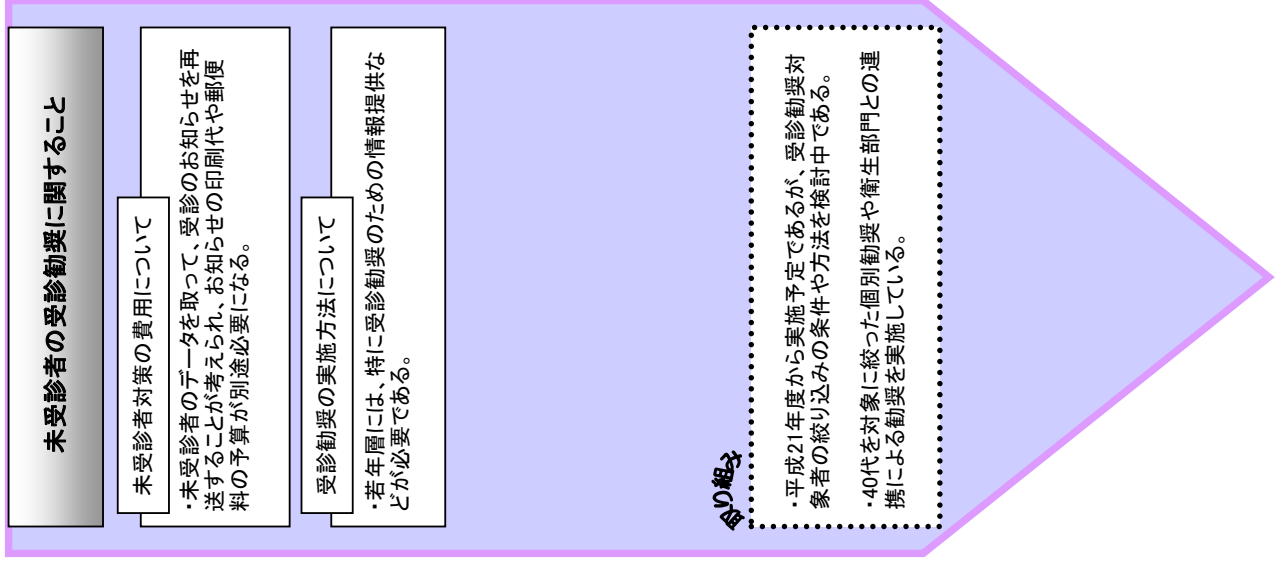 未受診者の受診勧奨に関すること
未受診者対策の費用について
・未受診者のデータを取って、受診のお知らせを再
送することが考えられ、お知らせの印刷代や郵便
料の予算が別途必要になる。
受診勧奨の実施方法について
・若年層には、特に受診勧奨のための情報提供な
どが必要である。
取り組み
・平成21年度から実施予定であるが、受診勧奨対
象者の絞り込みの条件や方法を検討中である。
・40代を対象に絞った個別勧奨や衛生部門との連
携による勧奨を実施している。